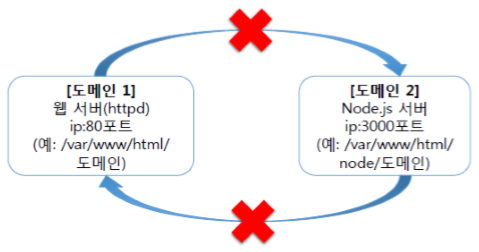 [도메인 1]
웹 서버(httpd)
ip:80포트
(예: /var/www/html/
도메인)
[도메인 2]
Node.js 서버
ip:3000포트
(예: /var/www/html/
node/도메인)